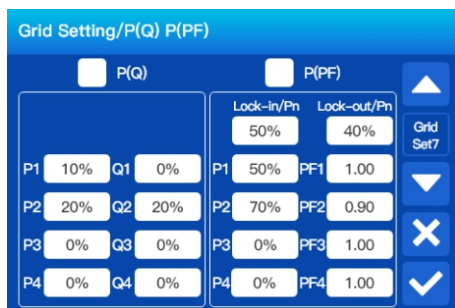 Grid Setting/P(Q) P(PF)
P(Q) P(PF)
Lock-in/Pn Lock-out/Pn
50% 40%
Grid
Set7
P1 10% Q1 0% P1 50% PF1 1.00
P2 20% Q2 20% P2 70% PF2 0.90
P3 0% Q3 0% P3 0% PF3 1.00
P4 0% Q4 0% P4 0% PF4 1.00